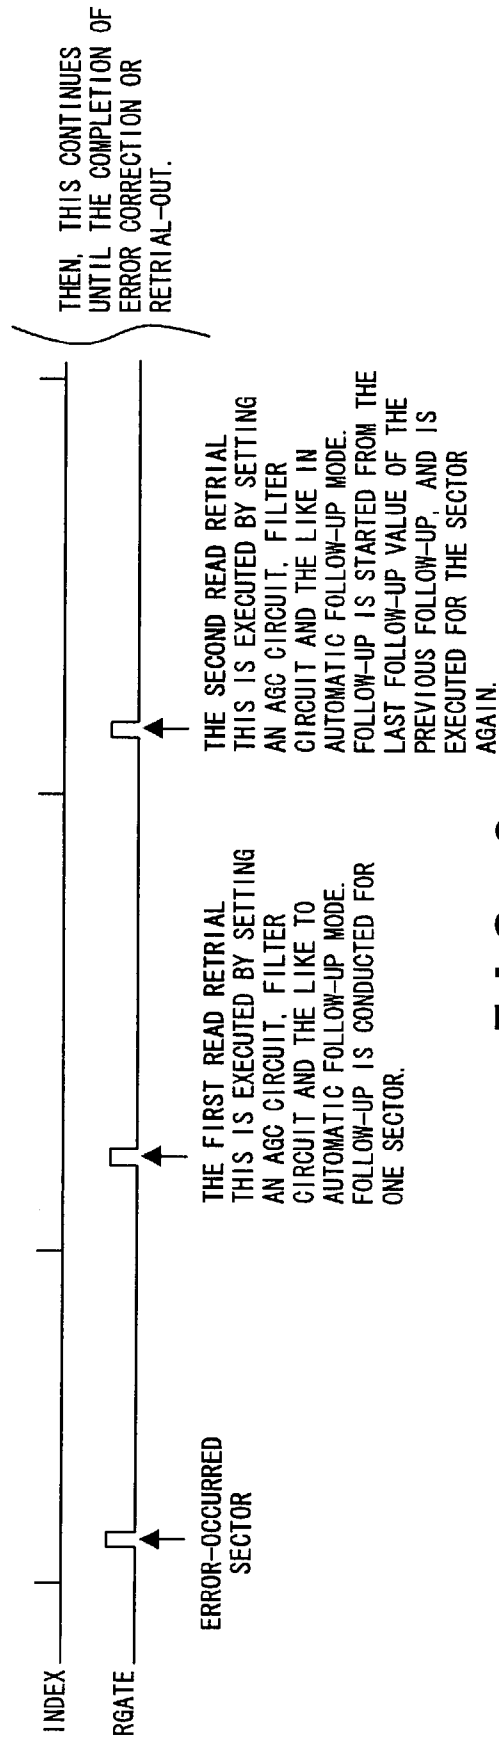 INDEX
RGATE
ERROR-OCCURRED
SECTOR
THE FIRST READ RETRIAL
THIS IS EXECUTED BY SETTING
AN AGC CIRCUIT, FILTER
CIRCUIT AND THE LIKE TO
AUTOMATIC FOLLOW-UP MODE.
FOLLOW-UP IS CONDUCTED FOR
ONE SECTOR.
THE SECOND READ RETRIAL
THIS IS EXECUTED BY SETTING
AN AGC CIRCUIT, FILTER
CIRCUIT AND THE LIKE IN
AUTOMATIC FOLLOW-UP MODE.
FOLLOW-UP IS STARTED FROM THE
LAST FOLLOW-UP VALUE OF THE
PREVIOUS FOLLOW-UP, AND IS
EXECUTED FOR THE SECTOR
AGAIN.
THEN, THIS CONTINUES
UNTIL THE COMPLETION OF
ERROR CORRECTION OR
RETRIAL-OUT.